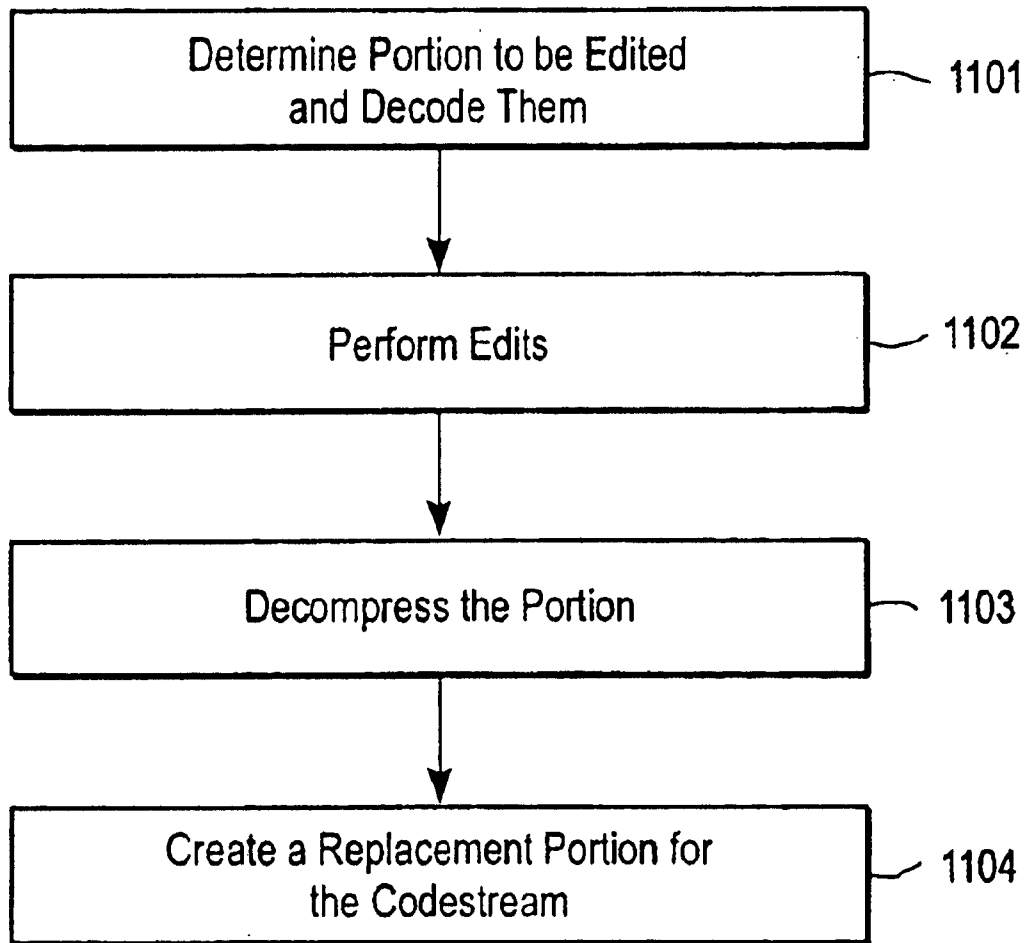 Determine Portion to be Edited
and Decode Them
1101
Perform Edits
1102
Decompress the Portion
1103
Create a Replacement Portion for
the Codestream
1104